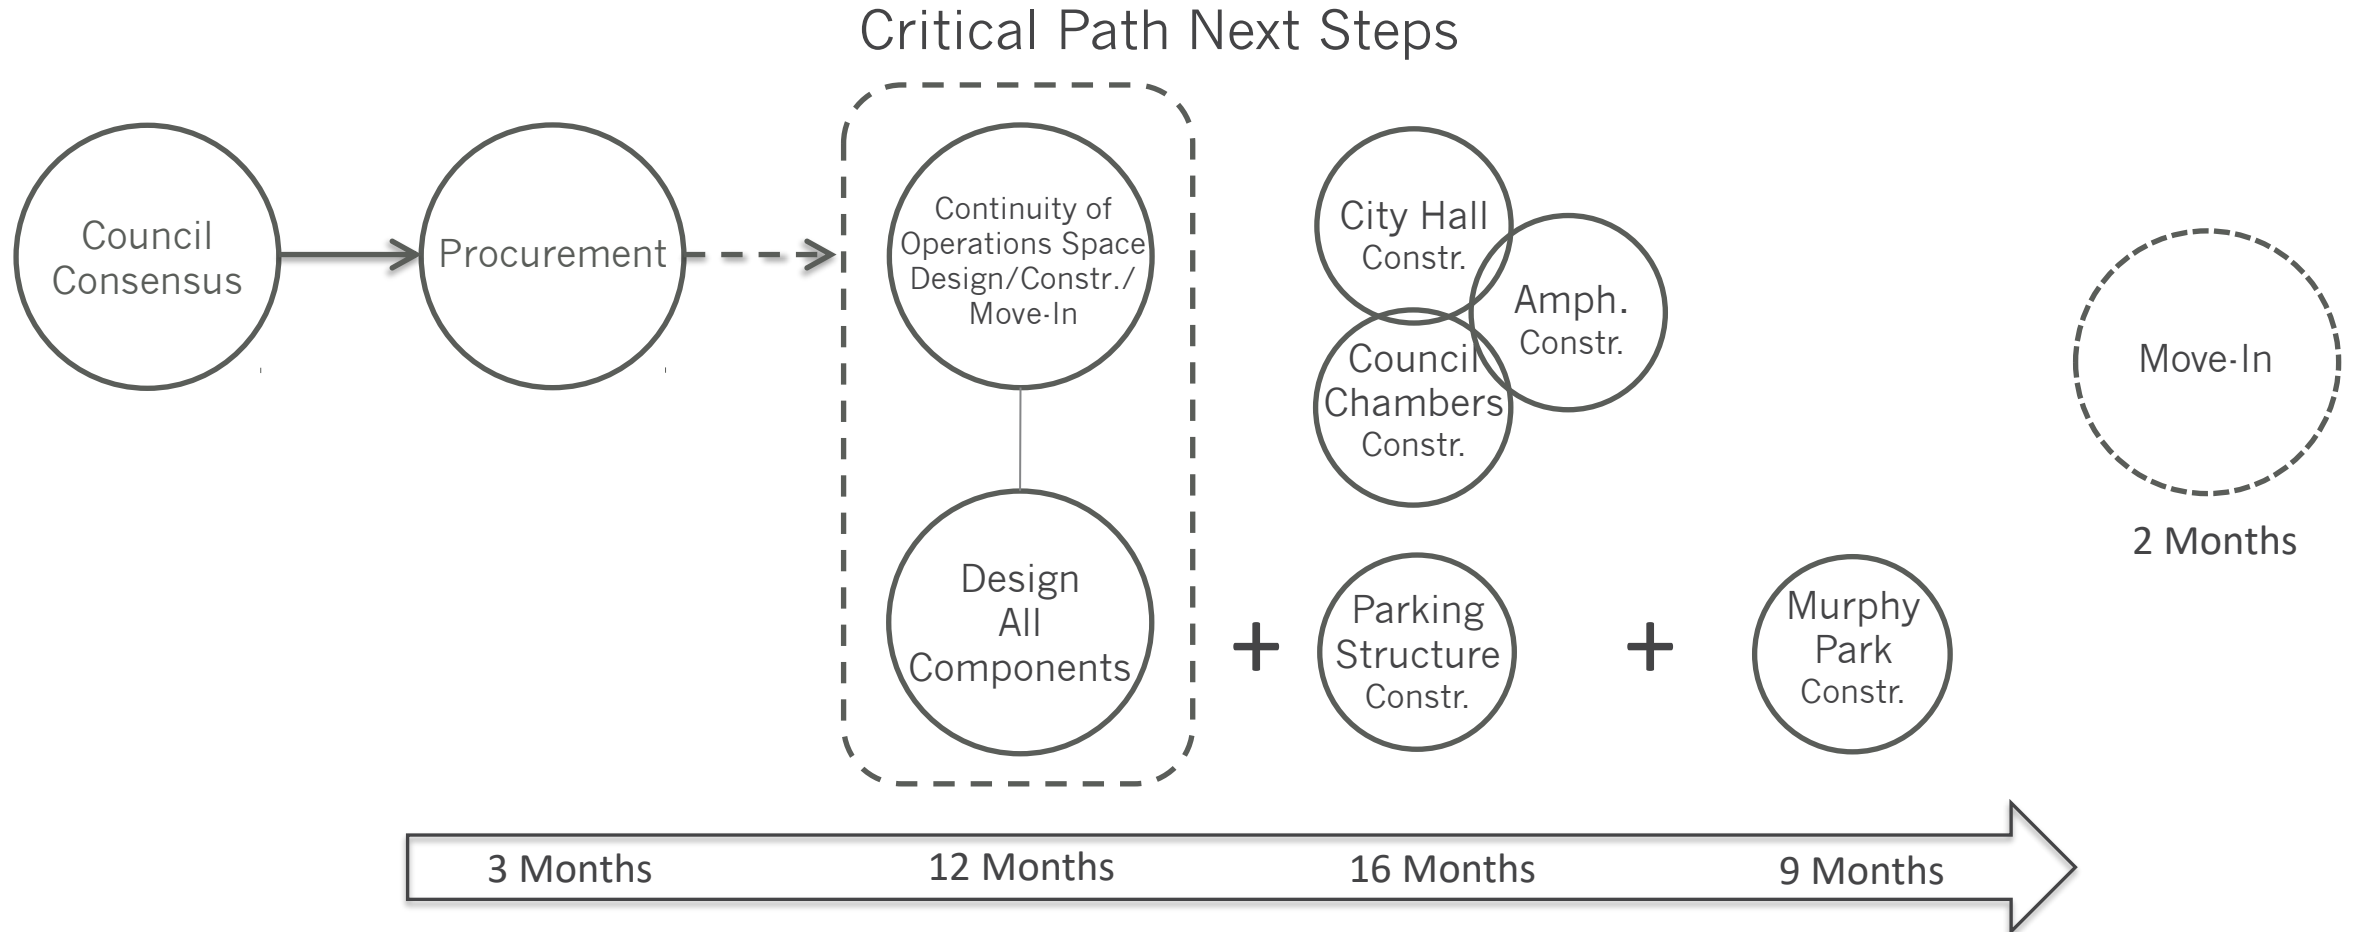 Critical Path Next Steps
Council
Consensus
Procurement
Continuity of
Operations Space
Design/Constr./
Move-In
Design
All
Components
City Hall
Constr.
Amph.
Constr.
Council
Chambers
Constr.
+
Parking
Structure
Constr.
+
Murphy
Park
Constr.
Move-In
2 Months
3 Months
12 Months
16 Months
9 Months